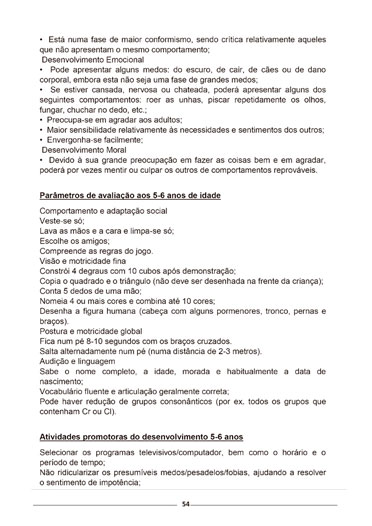 • Está numa fase de maior conformismo, sendo crítica relativamente aqueles
que não apresentam o mesmo comportamento;
Desenvolvimento Emocional
• Pode apresentar alguns medos: do escuro, de cair, de cães ou de dano
corporal, embora esta não seja uma fase de grandes medos;
• Se estiver cansada, nervosa ou chateada, poderá apresentar alguns dos
seguintes comportamentos: roer as unhas, piscar repetidamente os olhos,
fungar, chuchar no dedo, etc.;
• Preocupa-se em agradar aos adultos;
• Maior sensibilidade relativamente às necessidades e sentimentos dos outros;
• Envergonha-se facilmente;
Desenvolvimento Moral
• Devido à sua grande preocupação em fazer as coisas bem e em agradar,
poderá por vezes mentir ou culpar os outros de comportamentos reprováveis.
Parâmetros de avaliação aos 5-6 anos de idade
Comportamento e adaptação social
Veste-se só;
Lava as mãos e a cara e limpa-se só;
Escolhe os amigos;
Compreende as regras do jogo.
Visão e motricidade fina
Constrói 4 degraus com 10 cubos após demonstração;
Copia o quadrado e o triângulo (não deve ser desenhada na frente da criança);
Conta 5 dedos de uma mão;
Nomeia 4 ou mais cores e combina até 10 cores;
Desenha a figura humana (cabeça com alguns pormenores, tronco, pernas e
braços).
Postura e motricidade global
Fica num pé 8-10 segundos com os braços cruzados.
Salta alternadamente num pé (numa distância de 2-3 metros).
Audição e linguagem
Sabe o nome completo, a idade, morada e habitualmente a data de
nascimento;
Vocabulário fluente e articulação geralmente correta;
Pode haver redução de grupos consonânticos (por ex. todos os grupos que
contenham Cr ou Cl).
Atividades promotoras do desenvolvimento 5-6 anos
Selecionar os programas televisivos/computador, bem como o horário e o
período de tempo;
Não ridicularizar os presumíveis medos/pesadelos/fobias, ajudando a resolver
o sentimento de impotência;
54